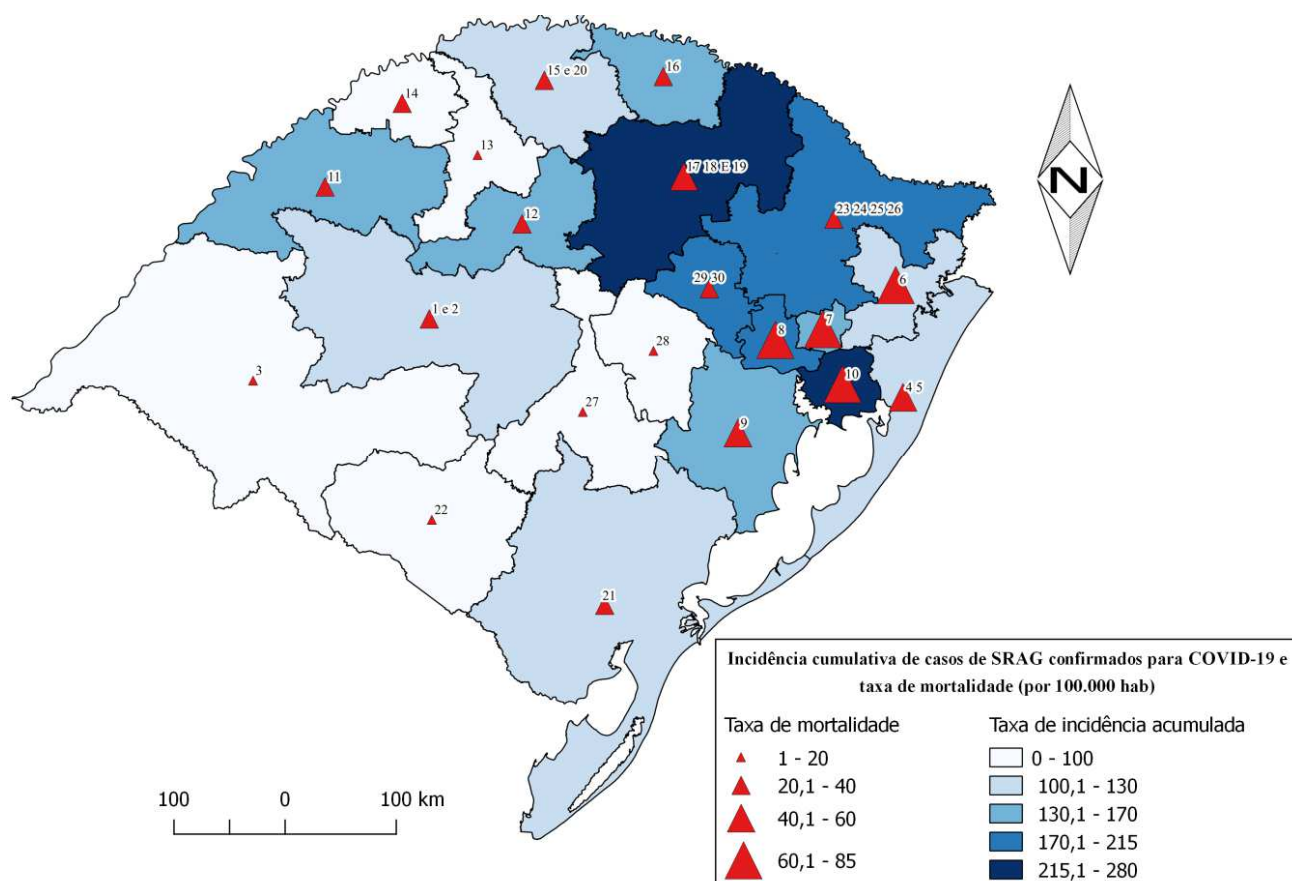 15 e 20
16
14
13
17 18 E 19
11
12
23 24 25 26
N
29 30
6
1 e 2
8
7
28
3
10
4 5
27
9
22
21
Incidência cumulativa de casos de SRAG confirmados para COVID-19 e
taxa de mortalidade (por 100.000 hab)
Taxa de mortalidade
1 - 20
20,1 - 40
40,1 - 60
60,1 - 85
Taxa de incidência acumulada
0 - 100
100,1 - 130
130,1 - 170
170,1 - 215
215,1 - 280
100 0 100 km